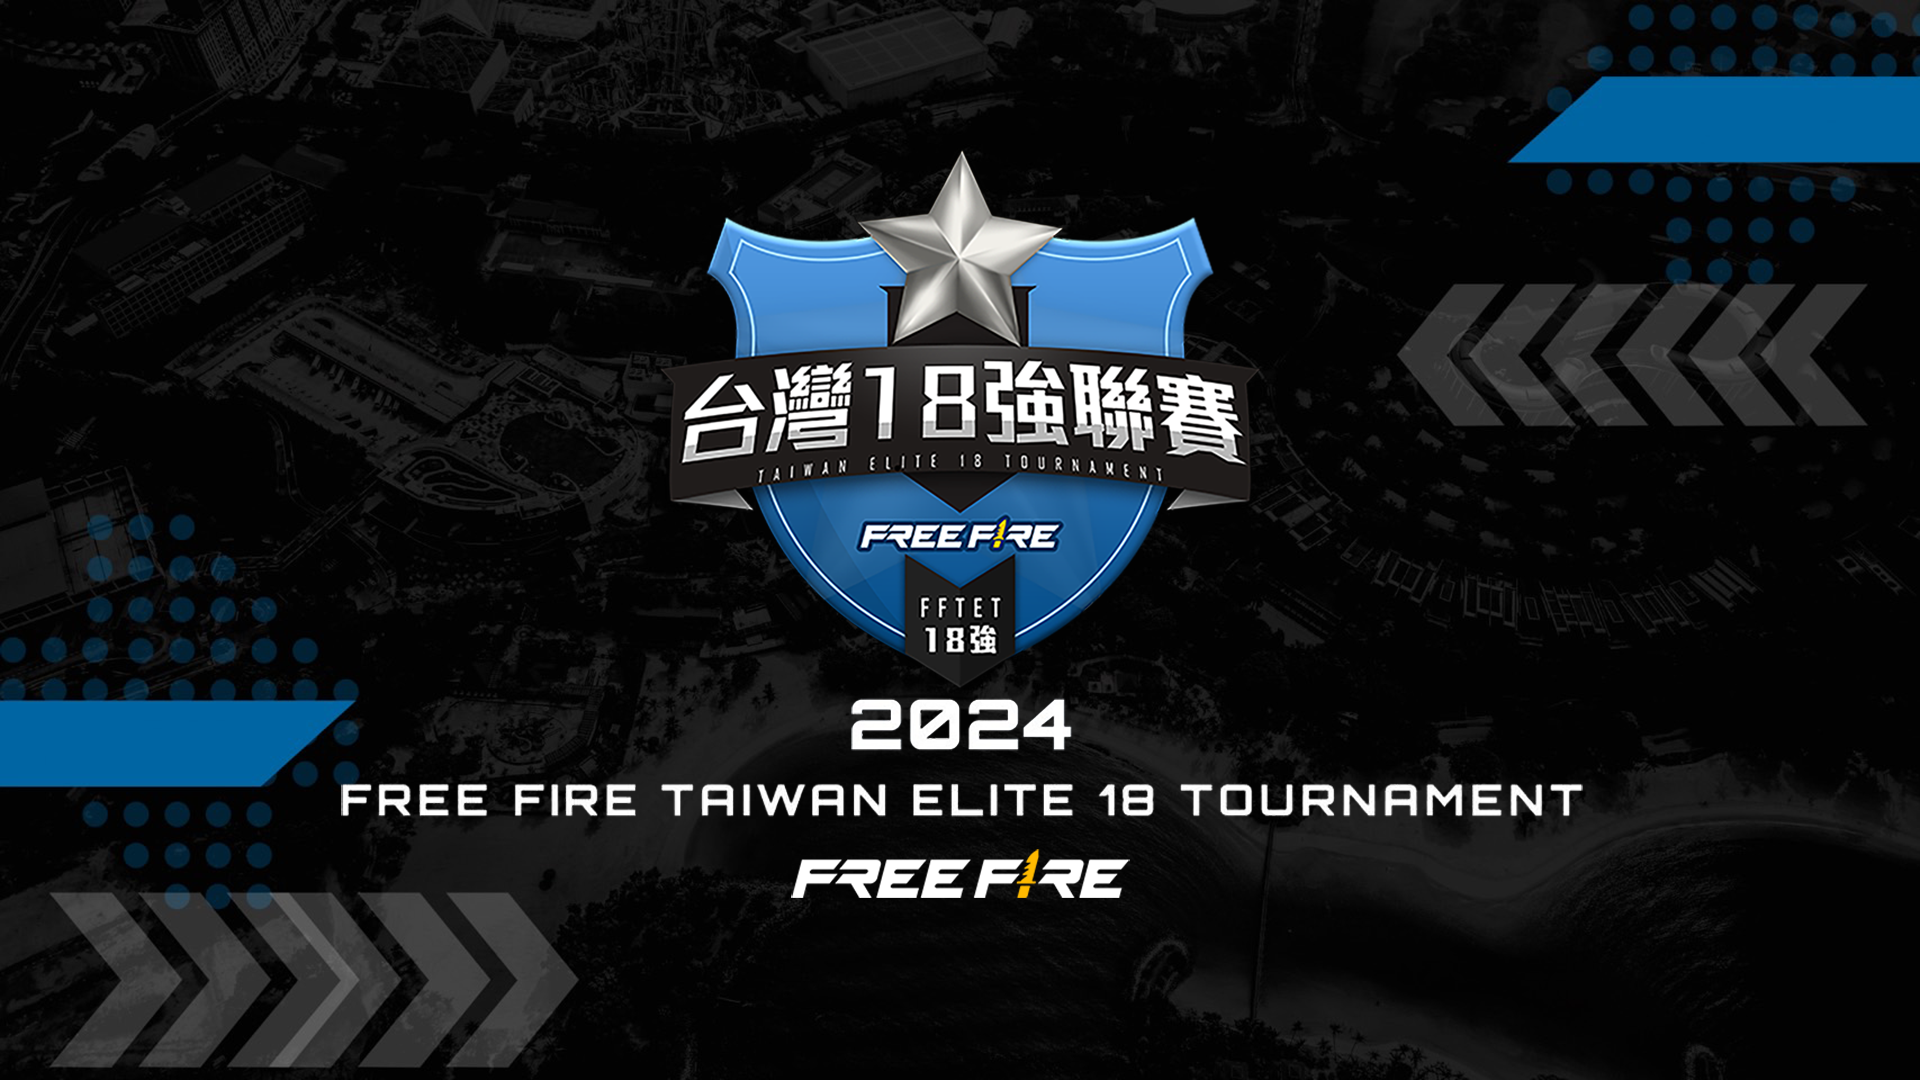 台灣18強聯賽
TAIWAN ELITE 18 TOURNAMENT
FREE FIRE
FFTET
18強
2024
FREE FIRE TAIWAN ELITE 18 TOURNAMENT
FREE FIRE